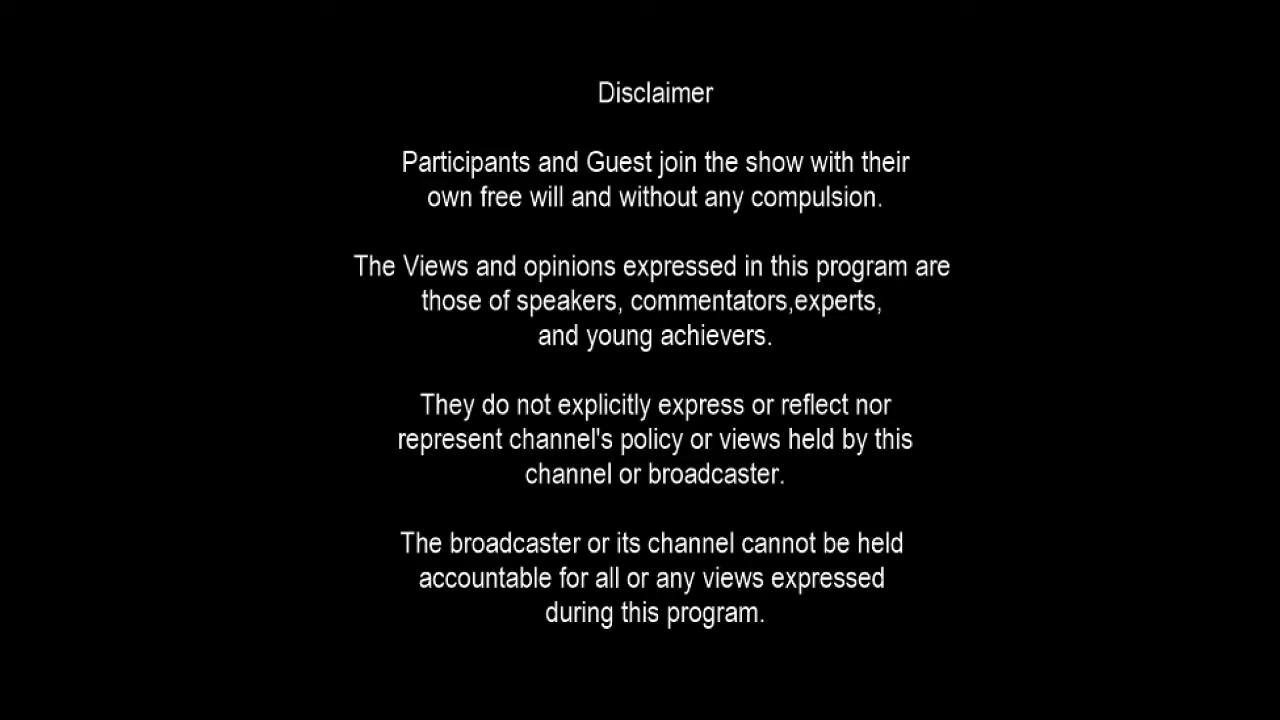 Disclaimer
Participants and Guest join the show with their
own free will and without any compulsion.
The Views and opinions expressed in this program are
those of speakers, commentators,experts,
and young achievers.
They do not explicitly express or reflect nor
represent channel's policy or views held by this
channel or broadcaster.
The broadcaster or its channel cannot be held
accountable for all or any views expressed
during this program.